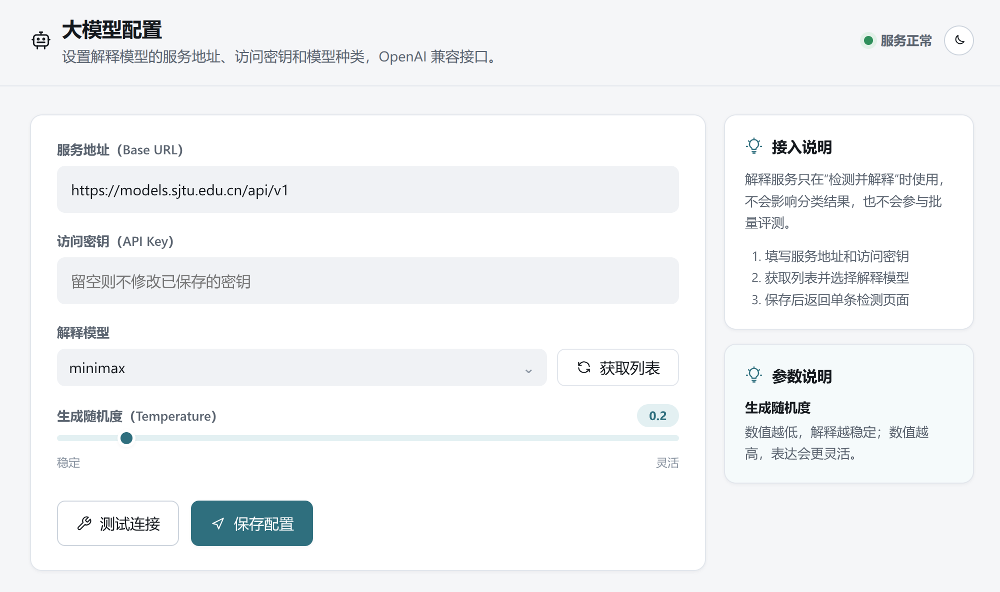 大模型配置
设置解释模型的服务地址、访问密钥和模型种类，OpenAI 兼容接口。
服务正常
服务地址（Base URL）
https://models.sjtu.edu.cn/api/v1
访问密钥（API Key）
留空则不修改已保存的密钥
解释模型
minimax
获取列表
生成随机度（Temperature）
0.2
稳定
灵活
测试连接
保存配置
接入说明
解释服务只在“检测并解释”时使用，
不会影响分类结果，也不会参与批
量评测。
1. 填写服务地址和访问密钥
2. 获取列表并选择解释模型
3. 保存后返回单条检测页面
参数说明
生成随机度
数值越低，解释越稳定；数值越
高，表达会更灵活。